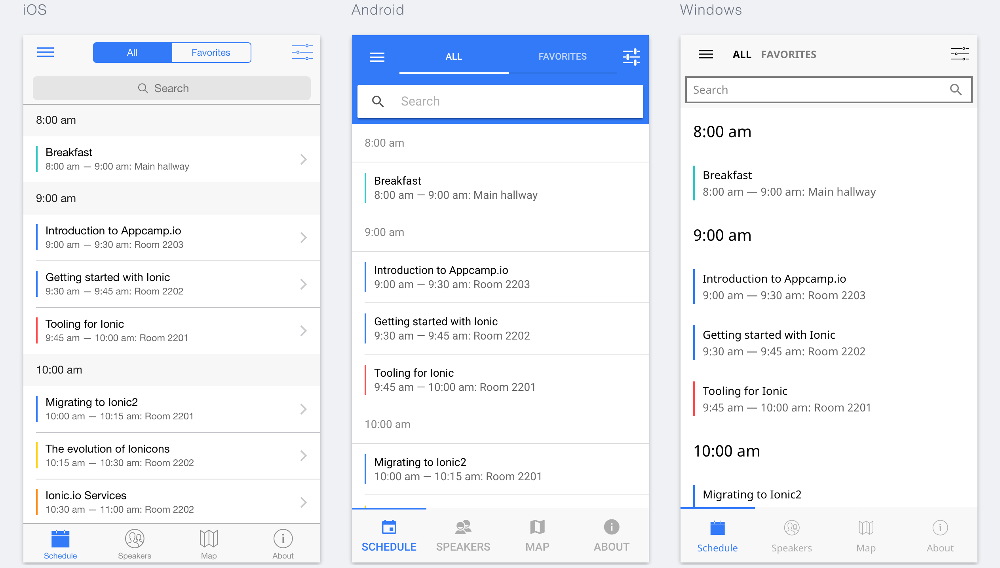 iOS
All Favorites
Search
8:00 am
Breakfast
8:00 am — 9:00 am: Main hallway
9:00 am
Introduction to Appcamp.io
9:00 am — 9:30 am: Room 2203
Getting started with Ionic
9:30 am — 9:45 am: Room 2202
Tooling for Ionic
9:45 am — 10:00 am: Room 2201
10:00 am
Migrating to Ionic2
10:00 am — 10:15 am: Room 2201
The evolution of Ionicons
10:15 am — 10:30 am: Room 2202
Ionic.io Services
10:30 am — 11:00 am: Room 2202
Schedule Speakers Map About
Android
ALL FAVORITES
Search
8:00 am
Breakfast
8:00 am — 9:00 am: Main hallway
9:00 am
Introduction to Appcamp.io
9:00 am — 9:30 am: Room 2203
Getting started with Ionic
9:30 am — 9:45 am: Room 2202
Tooling for Ionic
9:45 am — 10:00 am: Room 2201
10:00 am
Migrating to Ionic2
10:00 am — 10:15 am: Room 2201
SCHEDULE SPEAKERS MAP ABOUT
Windows
ALL FAVORITES
Search
8:00 am
Breakfast
8:00 am — 9:00 am: Main hallway
9:00 am
Introduction to Appcamp.io
9:00 am — 9:30 am: Room 2203
Getting started with Ionic
9:30 am — 9:45 am: Room 2202
Tooling for Ionic
9:45 am — 10:00 am: Room 2201
10:00 am
Migrating to Ionic2
Schedule Speakers Map About